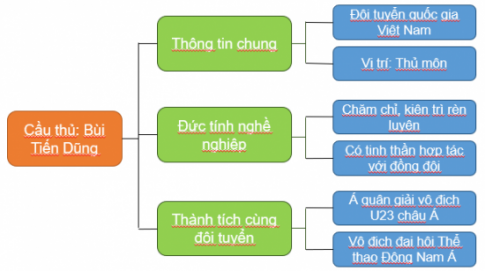 Cầu thủ: Bùi
Tiến Dũng
Thông tin chung
Đội tuyển quốc gia
Việt Nam
Vị trí: Thủ môn
Đức tính nghề
nghiệp
Chăm chỉ, kiên trì rèn
luyện
Có tinh thần hợp tác
với đồng đội
Thành tích cùng
đội tuyển
Á quân giải vô địch
U23 châu Á
Vô địch đại hội Thể
thao Đông Nam Á